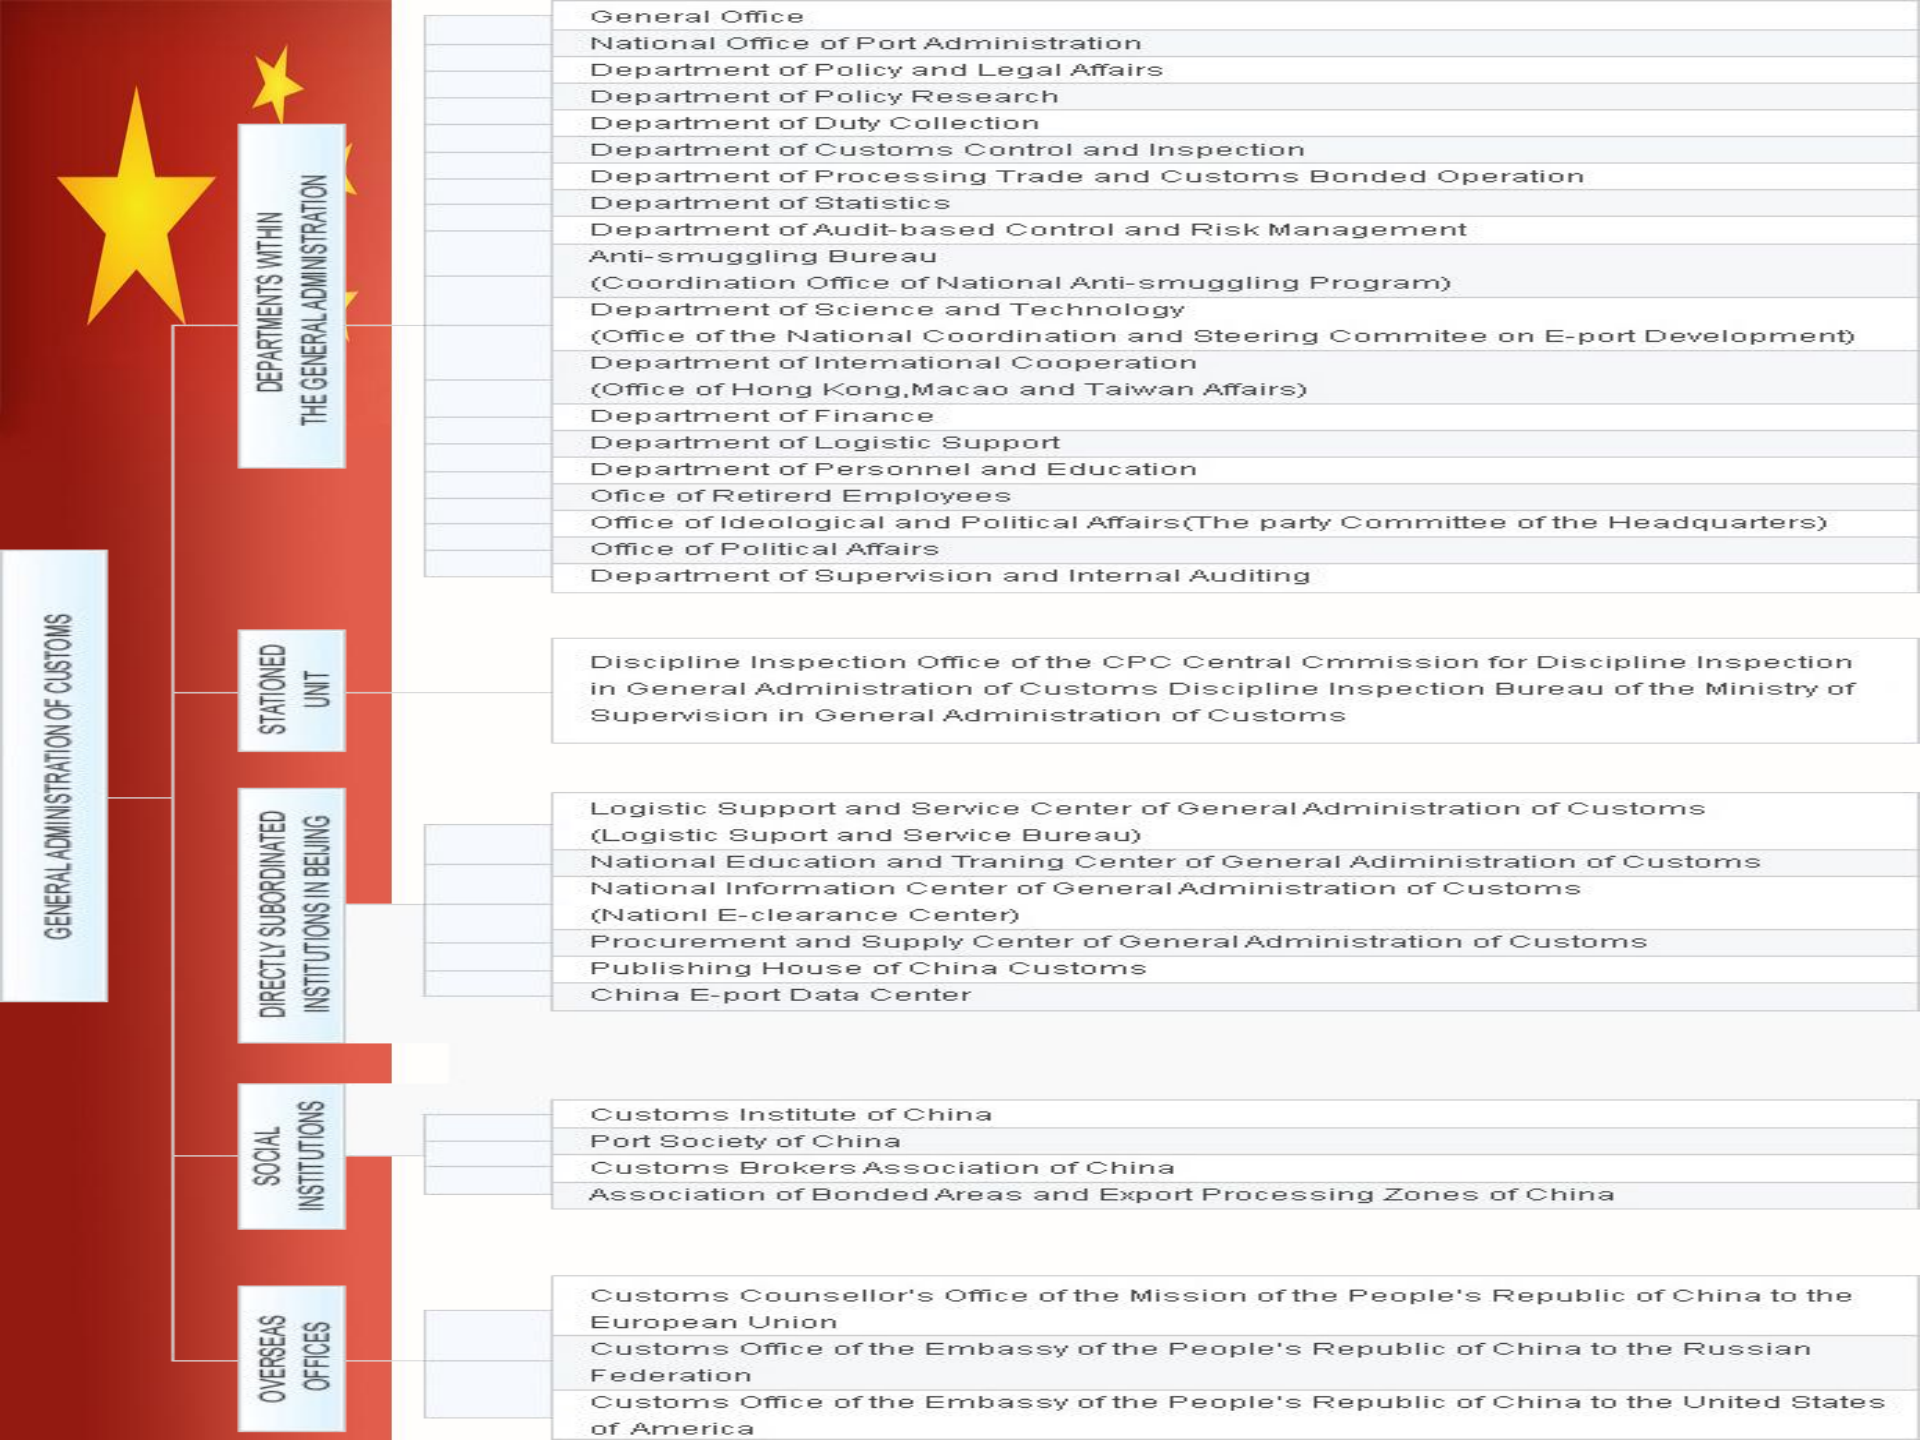 GENERAL ADMINISTRATION OF CUSTOMS
DEPARTMENTS WITHIN
THE GENERAL ADMINISTRATION
General Office
National Office of Port Administration
Department of Policy and Legal Affairs
Department of Policy Research
Department of Duty Collection
Department of Customs Control and Inspection
Department of Processing Trade and Customs Bonded Operation
Department of Statistics
Department of Audit-based Control and Risk Management
Anti-smuggling Bureau
(Coordination Office of National Anti-smuggling Program)
Department of Science and Technology
(Office of the National Coordination and Steering Commitee on E-port Development)
Department of International Cooperation
(Office of Hong Kong,Macao and Taiwan Affairs)
Department of Finance
Department of Logistic Support
Department of Personnel and Education
Ofice of Retirerd Employees
Office of Ideological and Political Affairs(The party Committee of the Headquarters)
Office of Political Affairs
Department of Supervision and Internal Auditing
STATIONED
UNIT
Discipline Inspection Office of the CPC Central Cmmission for Discipline Inspection
in General Administration of Customs Discipline Inspection Bureau of the Ministry of
Supervision in General Administration of Customs
DIRECTLY SUBORDINATED
INSTITUTIONS IN BEIJING
Logistic Support and Service Center of General Administration of Customs
(Logistic Suport and Service Bureau)
National Education and Traning Center of General Adiministration of Customs
National Information Center of General Administration of Customs
(Nationl E-clearance Center)
Procurement and Supply Center of General Administration of Customs
Publishing House of China Customs
China E-port Data Center
SOCIAL
INSTITUTIONS
Customs Institute of China
Port Society of China
Customs Brokers Association of China
Association of Bonded Areas and Export Processing Zones of China
OVERSEAS
OFFICES
Customs Counsellor's Office of the Mission of the People's Republic of China to the
European Union
Customs Office of the Embassy of the People's Republic of China to the Russian
Federation
Customs Office of the Embassy of the People's Republic of China to the United States
of America